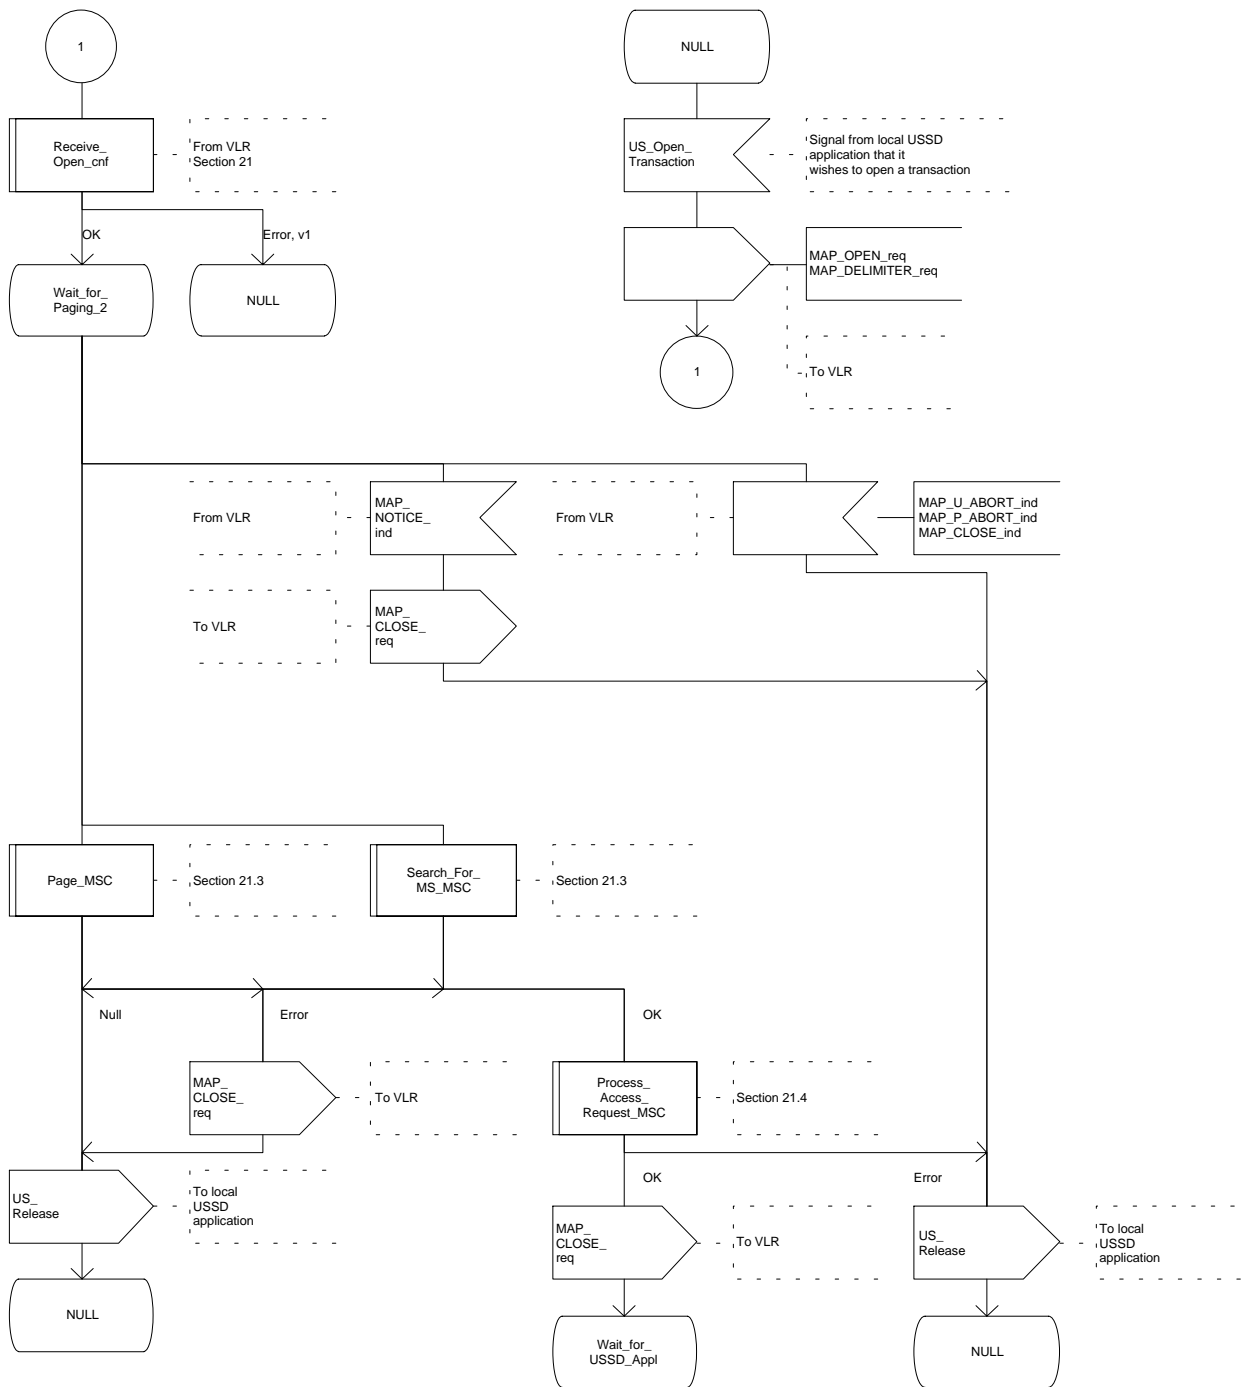 1
NULL
Receive_
Open_cnf
From VLR
Section 21
US_Open_
Transaction
Signal from local USSD
application that it
wishes to open a transaction
OK
Error, v1
MAP_OPEN_req
MAP_DELIMITER_req
Wait_for_
Paging_2
NULL
1
To VLR
From VLR
MAP_
NOTICE_
ind
From VLR
MAP_U_ABORT_ind
MAP_P_ABORT_ind
MAP_CLOSE_ind
To VLR
MAP_
CLOSE_
req
Page_MSC
Section 21.3
Search_For_
MS_MSC
Section 21.3
Null
Error
OK
MAP_
CLOSE_
req
To VLR
Process_
Access_
Request_MSC
Section 21.4
OK
Error
US_
Release
To local
USSD
application
MAP_
CLOSE_
req
To VLR
US_
Release
To local
USSD
application
NULL
Wait_for_
USSD_Appl
NULL